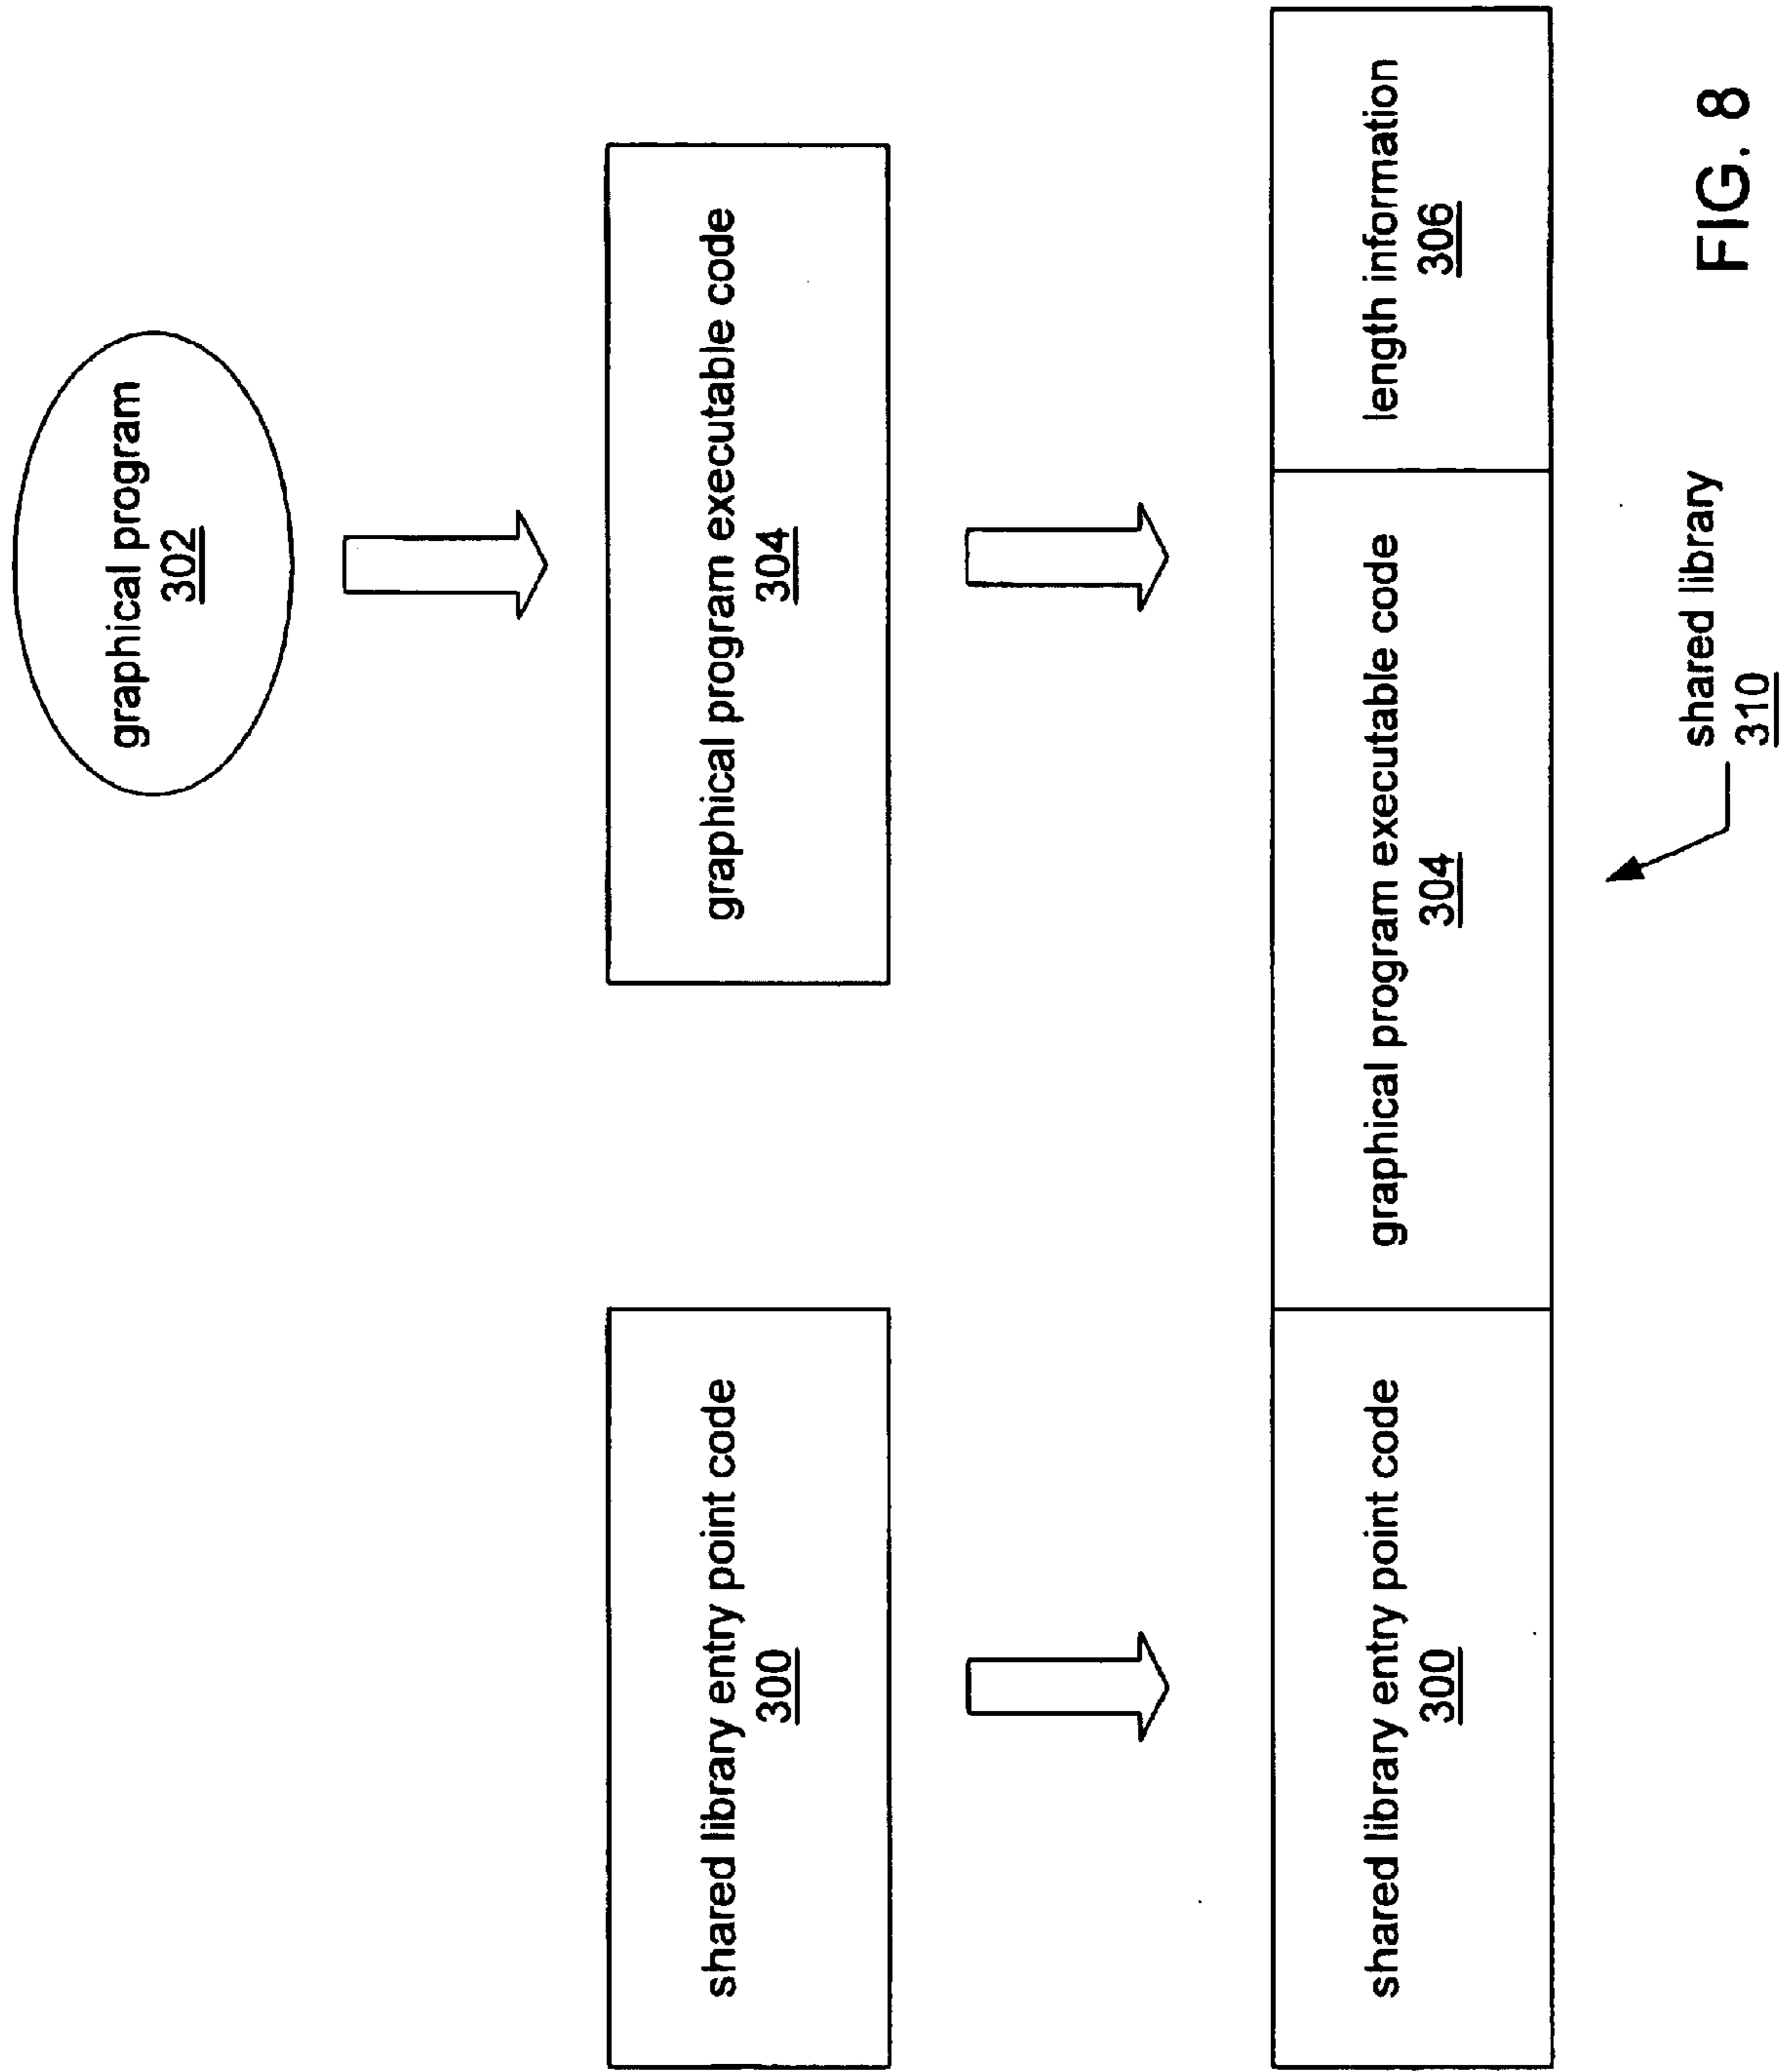 graphical program
302
shared library entry point code
300
graphical program executable code
304
shared library entry point code
300
graphical program executable code
304
length information
306
shared library
310
FIG. 8